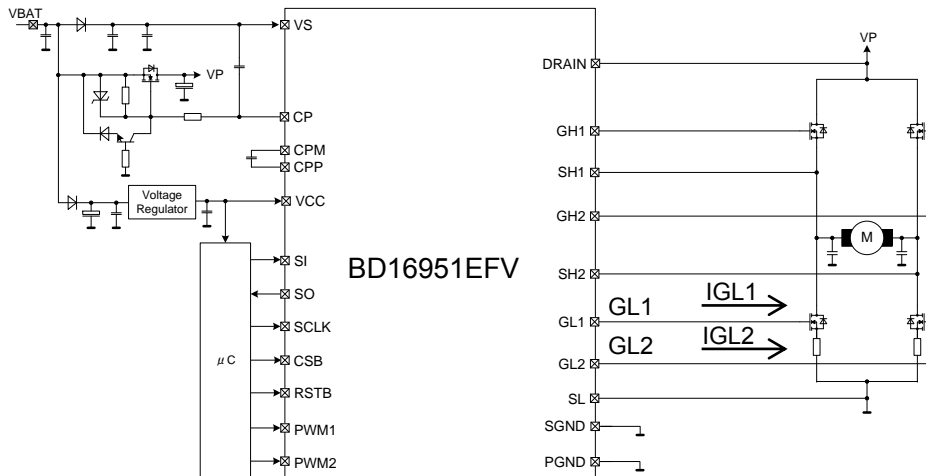 VBAT
VS
VP
CP
CPM
CPP
Voltage
Regulator
VCC
SI
SO
SCLK
μC
CSB
RSTB
PWM1
PWM2
BD16951EFV
VP
DRAIN
GH1
SH1
GH2
M
SH2
GL1
GL1 IGL1
GL2 IGL2
GL2
SL
SGND
PGND